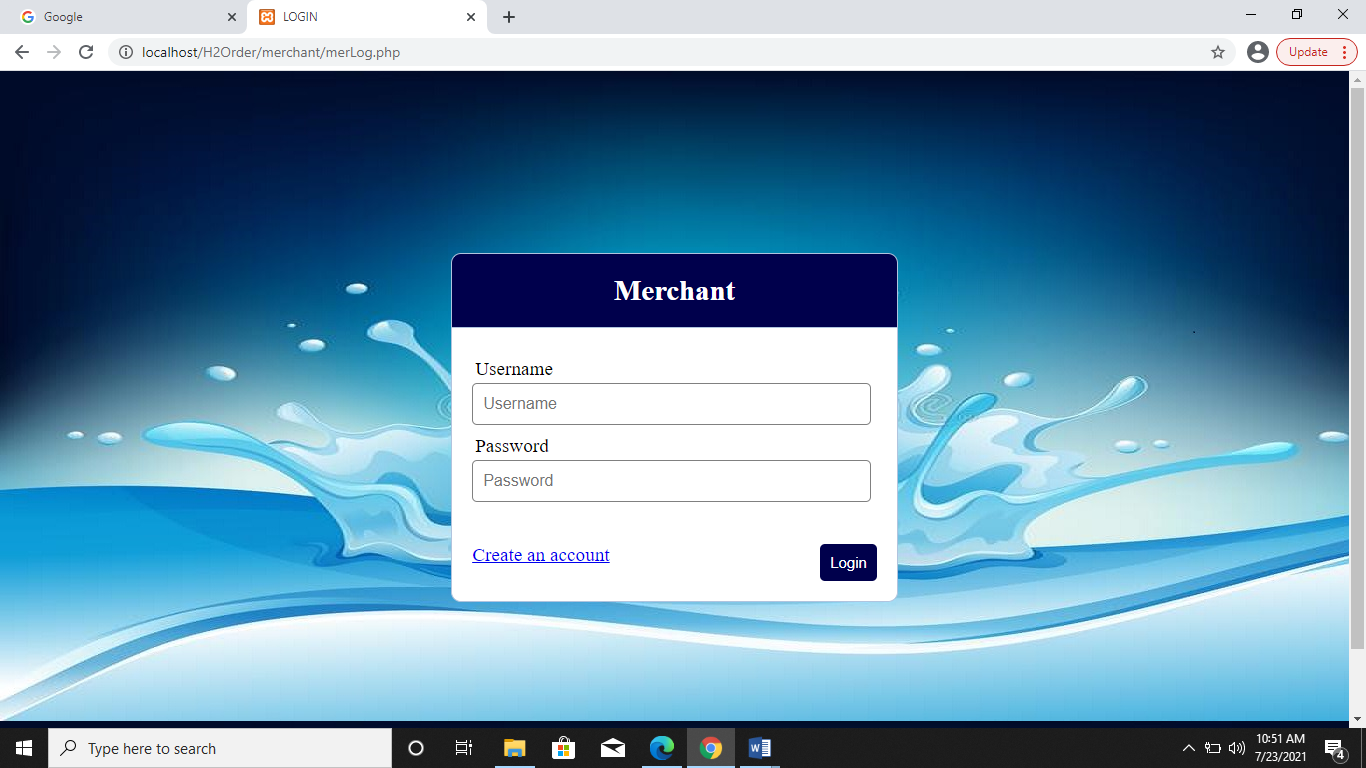 Google
LOGIN
localhost/H2Order/merchant/merLog.php
Update
Merchant
Username
Username
Password
Password
Create an account
Login
Type here to search
10:51 AM
7/23/2021
4